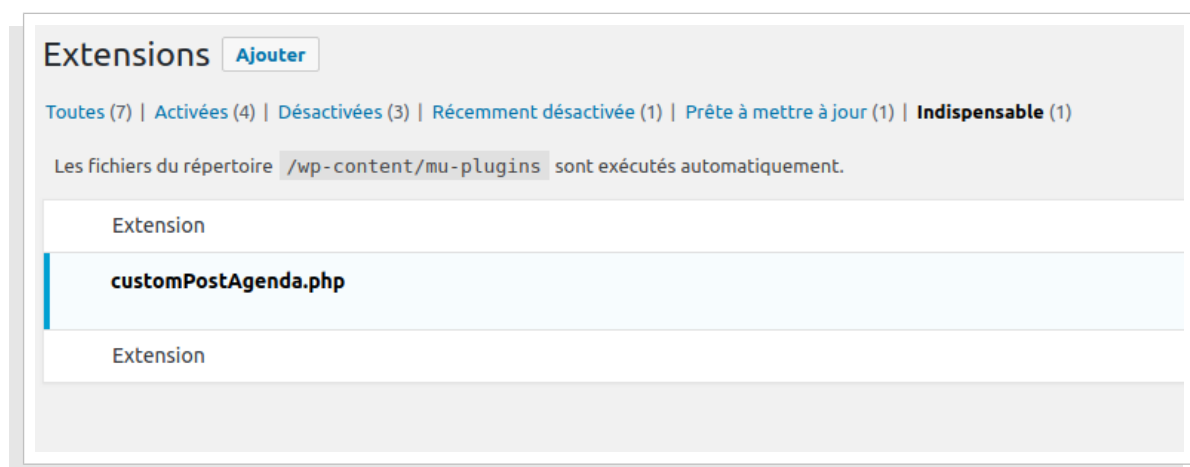 Extensions Ajouter
Toutes (7) | Activées (4) | Désactivées (3) | Récemment désactivée (1) | Prête à mettre à jour (1) | Indispensable (1)
Les fichiers du répertoire /wp-content/mu-plugins sont exécutés automatiquement.
Extension
customPostAgenda.php
Extension